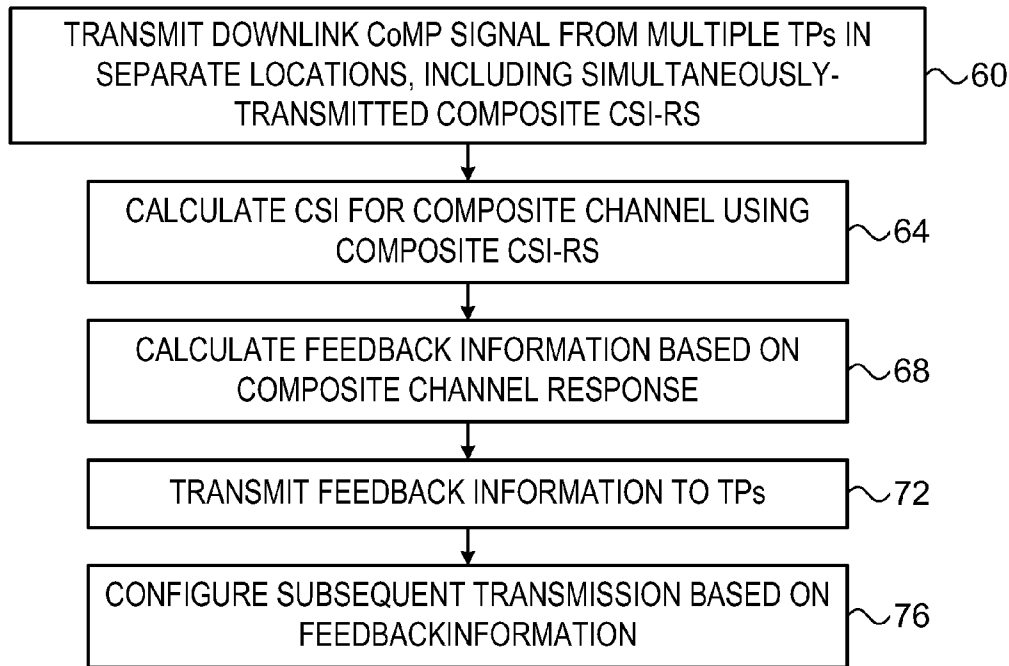 TRANSMIT DOWNLINK CoMP SIGNAL FROM MULTIPLE TPs IN
SEPARATE LOCATIONS, INCLUDING SIMULTANEOUSLY-
TRANSMITTED COMPOSITE CSI-RS
60
CALCULATE CSI FOR COMPOSITE CHANNEL USING
COMPOSITE CSI-RS
64
CALCULATE FEEDBACK INFORMATION BASED ON
COMPOSITE CHANNEL RESPONSE
68
TRANSMIT FEEDBACK INFORMATION TO TPs
72
CONFIGURE SUBSEQUENT TRANSMISSION BASED ON
FEEDBACKINFORMATION
76